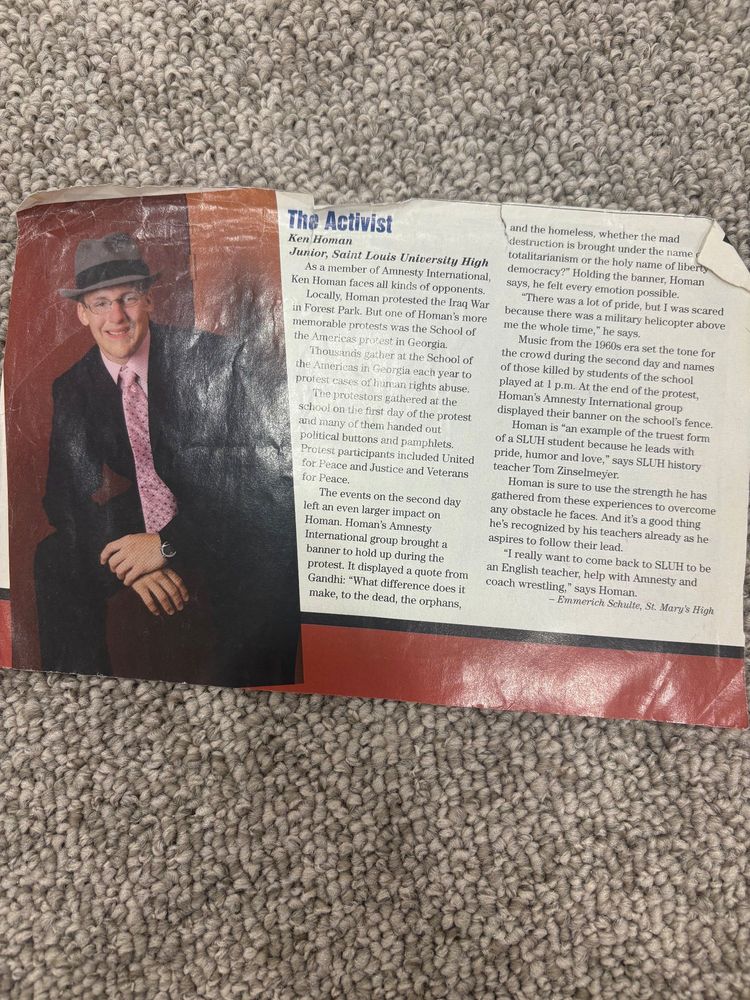 The Activist
Ken Homan
Junior, Saint Louis University High
As a member of Amnesty International,
Ken Homan faces all kinds of opponents.
Locally, Homan protested the Iraq War
in Forest Park. But one of Homan's more
memorable protests was the School of
the Americas protest in Georgia.
Thousands gather at the School of
the Americas in Georgia each year to
protest cases of human rights abuse.
The protestors gathered at the
school on the first day of the protest
and many of them handed out
political buttons and pamphlets.
Protest participants included United
for Peace and Justice and Veterans
for Peace.
The events on the second day
left an even larger impact on
Homan. Homan's Amnesty
International group brought a
banner to hold up during the
protest. It displayed a quote from
Gandhi: "What difference does it
make, to the dead, the orphans,
and the homeless, whether the mad
destruction is brought under the name
totalitarianism or the holy name of liberty
democracy?" Holding the banner, Homan
says, he felt every emotion possible.
"There was a lot of pride, but I was scared
because there was a military helicopter above
me the whole time," he says.
Music from the 1960s era set the tone for
the crowd during the second day and names
of those killed by students of the school
played at 1 p.m. At the end of the protest,
Homan's Amnesty International group
displayed their banner on the school's fence.
Homan is "an example of the truest form
of a SLUH student because he leads with
pride, humor and love," says SLUH history
teacher Tom Zinselmeyer.
Homan is sure to use the strength he has
gathered from these experiences to overcome
any obstacle he faces. And it's a good thing
he's recognized by his teachers already as he
aspires to follow their lead.
"I really want to come back to SLUH to be
an English teacher, help with Amnesty and
coach wrestling," says Homan.
– Emmerich Schulte, St. Mary's High